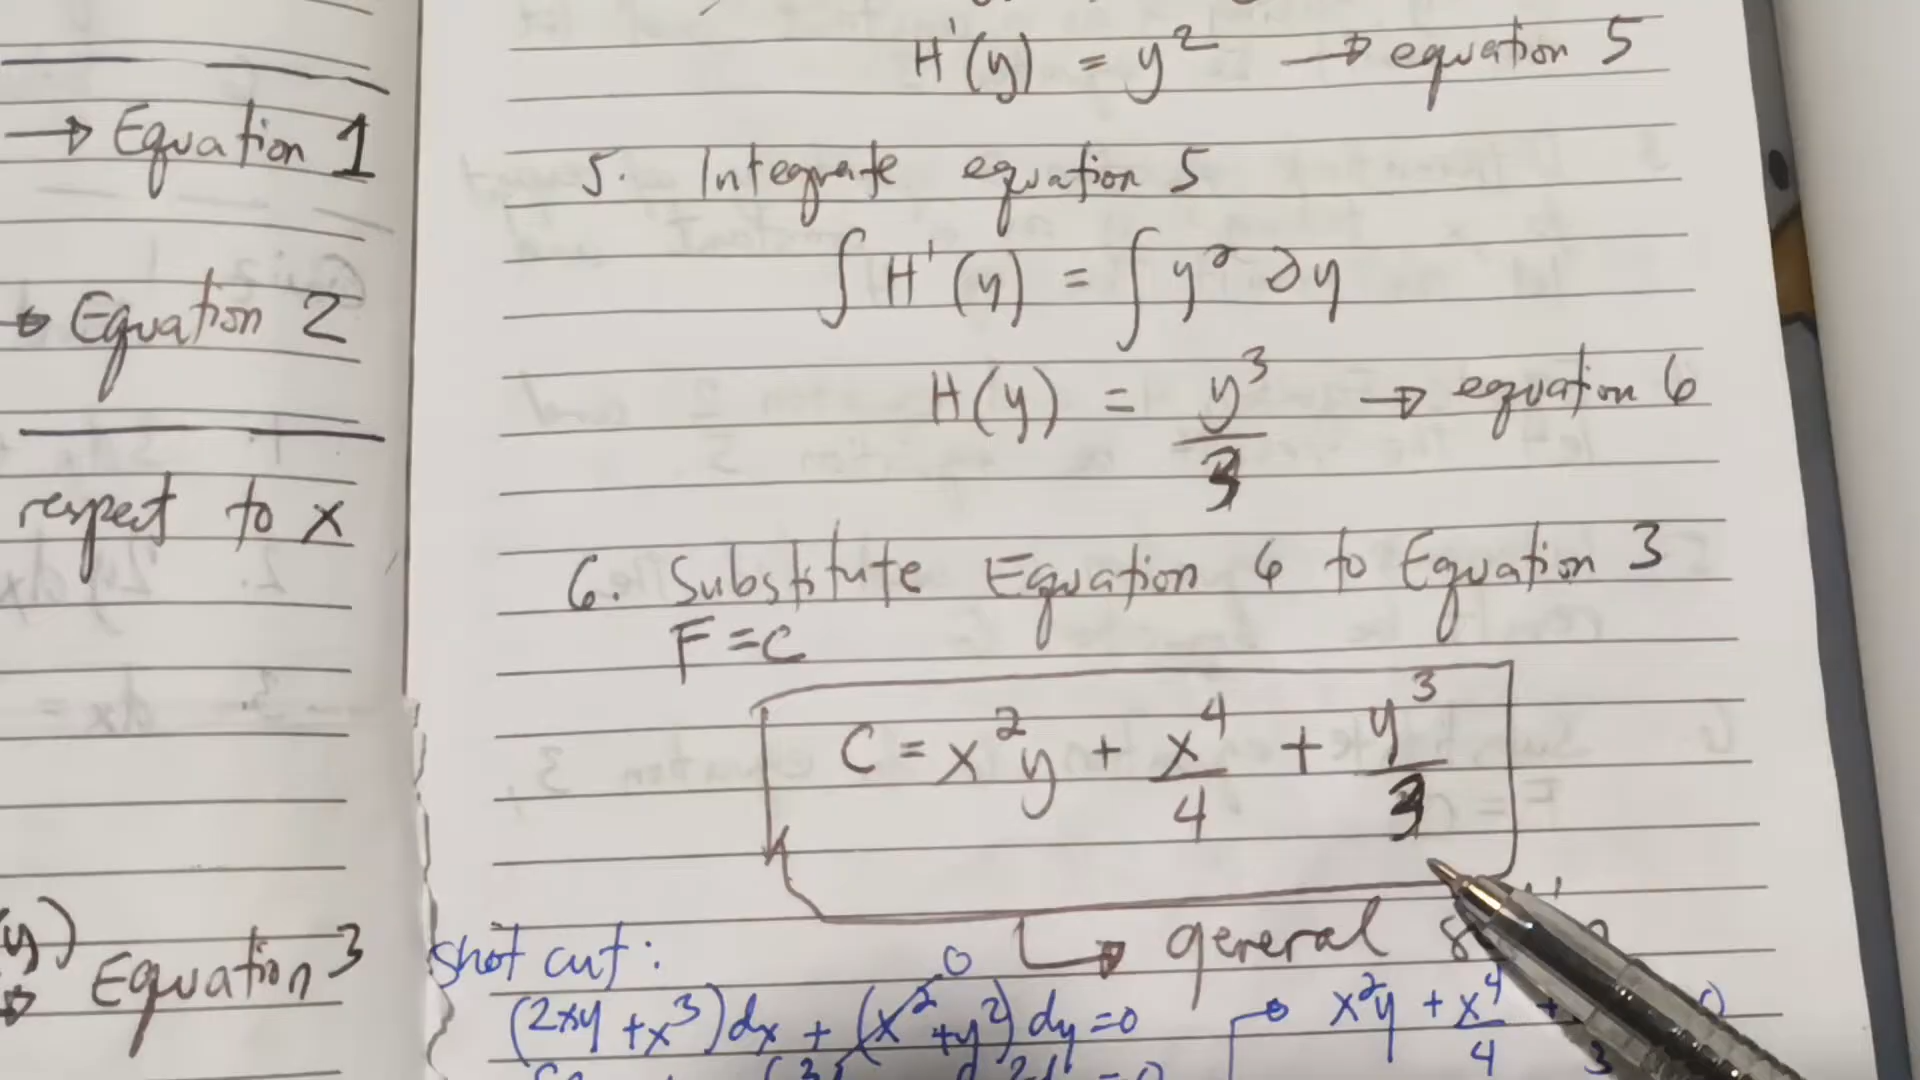 → Equation 1
→ Equation 2
respect to x
y)
→ Equation 3
H'(y) = y² → equation 5
5. Integrate equation 5
∫ H'(y) = ∫ y² ∂y
H(y) = y³/3 → equation 6
6. Substitute Equation 6 to Equation 3
F = C
C = x²y + x⁴/4 + y³/3
↳ general
Shot cut:
(2xy + x³)dx + (x² + y²)dy = 0
0
→ x²y + x⁴/4 +
3